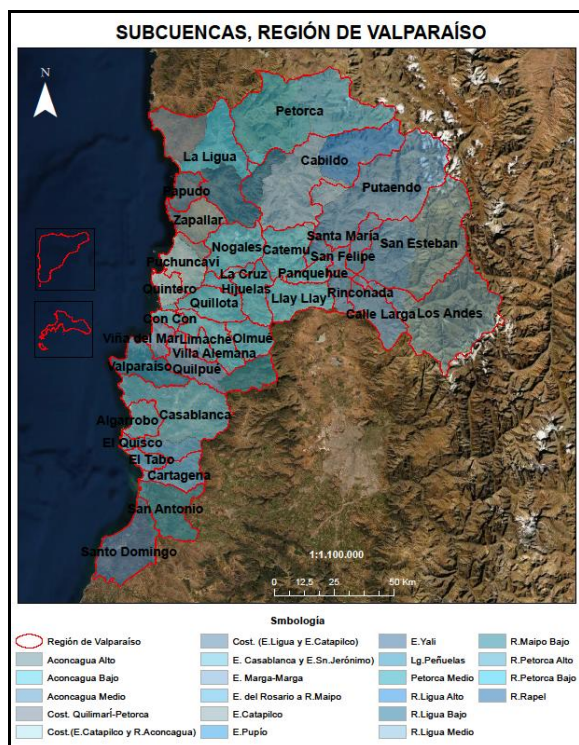 SUBCUENCAS, REGIÓN DE VALPARAÍSO
N
Petorca
La Ligua
Cabildo
Putaendo
Papudo
Zapallar
Santa María
San Esteban
Nogales
Catemu
San Felipe
Puchuncaví
La Cruz
Panquehue
Quintero
Hijuelas
Rinconada
Quillota
Llay Llay
Calle Larga
Los Andes
Con Con
Viña del Mar
Limache
Olmué
Villa Alemana
Valparaíso
Quilpué
Algarrobo
Casablanca
El Quisco
El Tabo
Cartagena
San Antonio
Santo Domingo
1:1.100.000
0 12,5 25 50 Km
Smbología
Región de Valparaíso
Aconcagua Alto
Aconcagua Bajo
Aconcagua Medio
Cost. Quilimarí-Petorca
Cost.(E.Catapilco y R.Aconcagua)
Cost. (E.Ligua y E.Catapilco)
E. Casablanca y E.Sn.Jerónimo)
E. Marga-Marga
E. del Rosario a R.Maipo
E.Catapilco
E.Pupío
E.Yali
Lg.Peñuelas
Petorca Medio
R.Ligua Alto
R.Ligua Bajo
R.Ligua Medio
R.Maipo Bajo
R.Petorca Alto
R.Petorca Bajo
R.Rapel